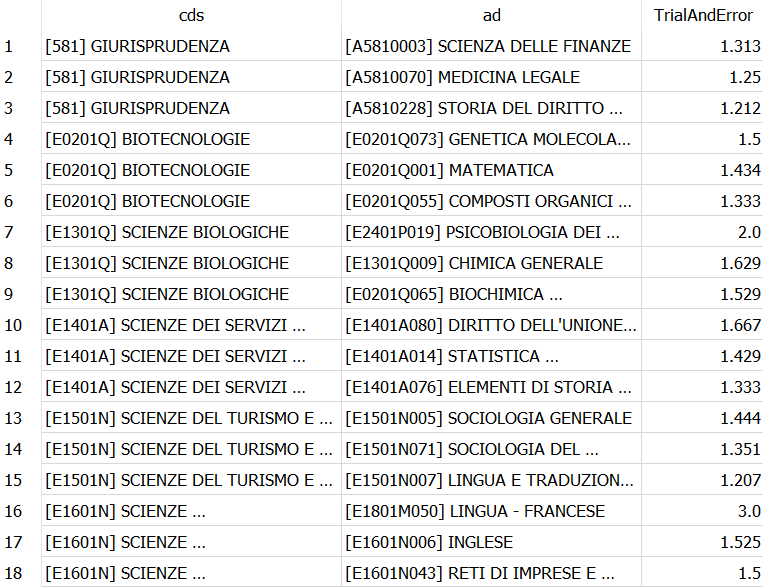 cds ad TrialAndError
1 [581] GIURISPRUDENZA [A5810003] SCIENZA DELLE FINANZE 1.313
2 [581] GIURISPRUDENZA [A5810070] MEDICINA LEGALE 1.25
3 [581] GIURISPRUDENZA [A5810228] STORIA DEL DIRITTO ... 1.212
4 [E0201Q] BIOTECNOLOGIE [E0201Q073] GENETICA MOLECOLA... 1.5
5 [E0201Q] BIOTECNOLOGIE [E0201Q001] MATEMATICA 1.434
6 [E0201Q] BIOTECNOLOGIE [E0201Q055] COMPOSTI ORGANICI ... 1.333
7 [E1301Q] SCIENZE BIOLOGICHE [E2401P019] PSICOBIOLOGIA DEI ... 2.0
8 [E1301Q] SCIENZE BIOLOGICHE [E1301Q009] CHIMICA GENERALE 1.629
9 [E1301Q] SCIENZE BIOLOGICHE [E0201Q065] BIOCHIMICA ... 1.529
10 [E1401A] SCIENZE DEI SERVIZI ... [E1401A080] DIRITTO DELL'UNIONE... 1.667
11 [E1401A] SCIENZE DEI SERVIZI ... [E1401A014] STATISTICA ... 1.429
12 [E1401A] SCIENZE DEI SERVIZI ... [E1401A076] ELEMENTI DI STORIA ... 1.333
13 [E1501N] SCIENZE DEL TURISMO E ... [E1501N005] SOCIOLOGIA GENERALE 1.444
14 [E1501N] SCIENZE DEL TURISMO E ... [E1501N071] SOCIOLOGIA DEL ... 1.351
15 [E1501N] SCIENZE DEL TURISMO E ... [E1501N007] LINGUA E TRADUZION... 1.207
16 [E1601N] SCIENZE ... [E1801M050] LINGUA - FRANCESE 3.0
17 [E1601N] SCIENZE ... [E1601N006] INGLESE 1.525
18 [E1601N] SCIENZE ... [E1601N043] RETI DI IMPRESE E ... 1.5